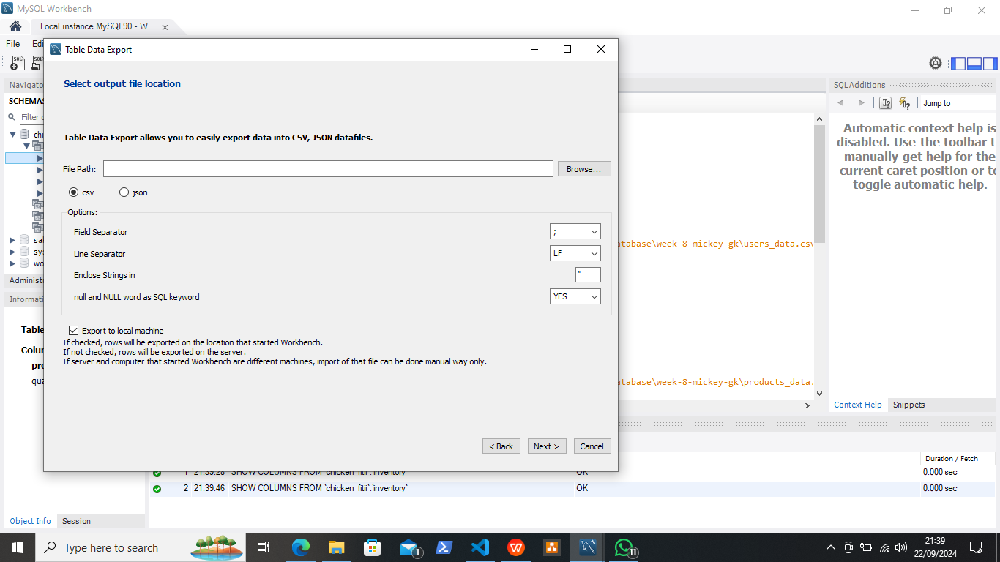 MySQL Workbench
Local instance MySQL90 - W...
File
Table Data Export
Select output file location
Navigato
SCHEMAS
Filter
Table Data Export allows you to easily export data into CSV, JSON datafiles.
File Path:
Browse...
csv
json
Options:
Field Separator
;
Line Separator
LF
Enclose Strings in
"
null and NULL word as SQL keyword
YES
Export to local machine
If checked, rows will be exported on the location that started Workbench.
If not checked, rows will be exported on the server.
If server and computer that started Workbench are different machines, import of that file can be done manual way only.
< Back
Next >
Cancel
chi
sa
sys
wo
Administ
Informati
Table
Colu
pro
qua
atabase\week-8-mickey-gk\users_data.csv
atabase\week-8-mickey-gk\products_data.
SQLAdditions
Jump to
Automatic context help is
disabled. Use the toolbar t
manually get help for the
current caret position or to
toggle automatic help.
Context Help
Snippets
Duration / Fetch
1 21:39:28 SHOW COLUMNS FROM `chicken_fitii`.`inventory` OK 0.000 sec
2 21:39:46 SHOW COLUMNS FROM `chicken_fitii`.`inventory` OK 0.000 sec
Object Info
Session
Type here to search
1
11
21:39
22/09/2024